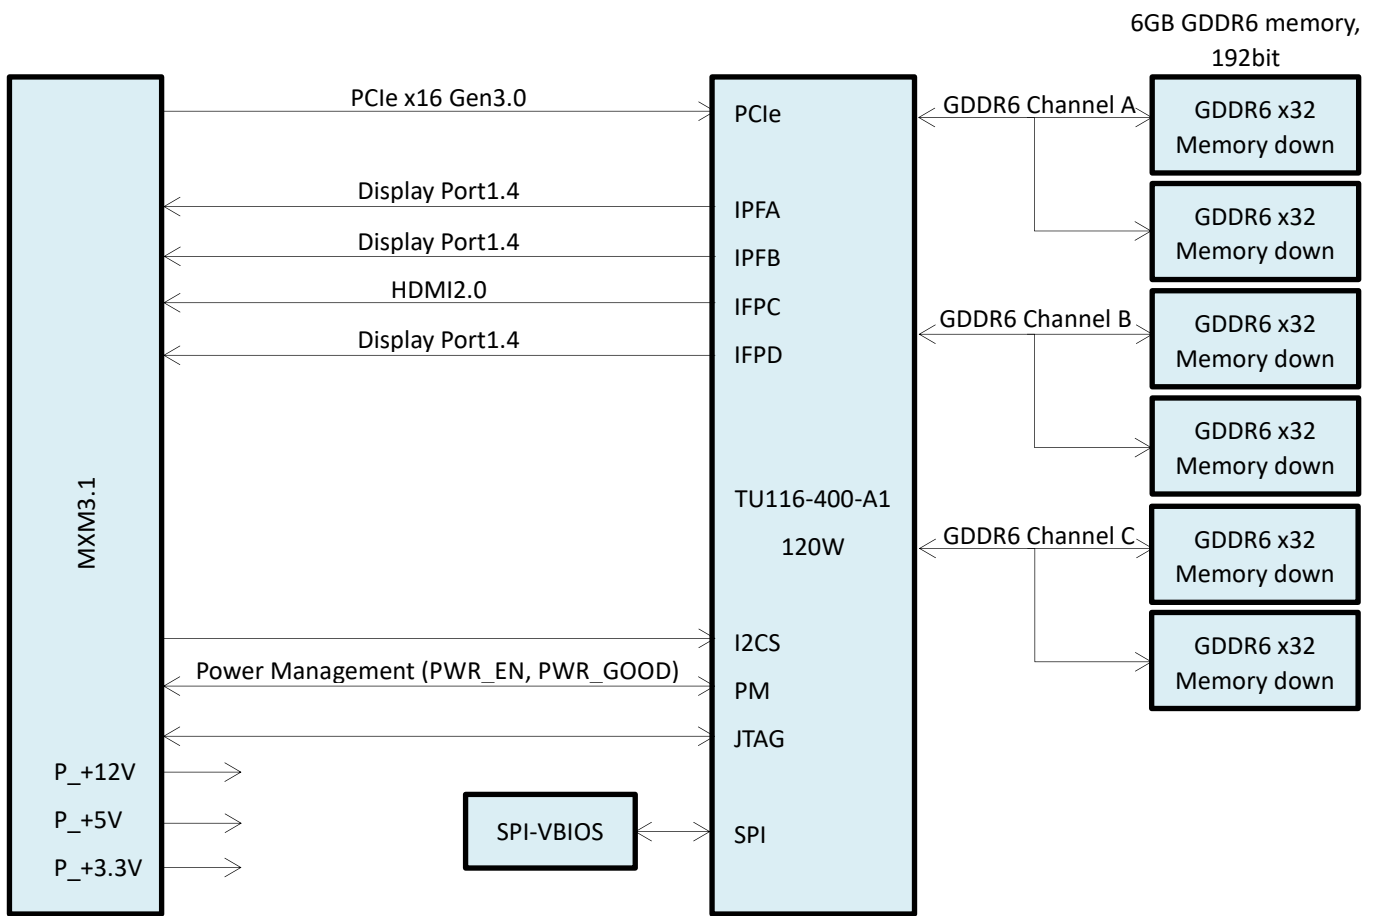 6GB GDDR6 memory,
192bit
PCIe x16 Gen3.0
PCIe
GDDR6 Channel A
GDDR6 x32
Memory down
Display Port1.4
IPFA
GDDR6 x32
Memory down
Display Port1.4
IPFB
HDMI2.0
IFPC
GDDR6 Channel B
GDDR6 x32
Memory down
Display Port1.4
IFPD
GDDR6 x32
Memory down
MXM3.1
TU116-400-A1
120W
GDDR6 Channel C
GDDR6 x32
Memory down
I2CS
GDDR6 x32
Memory down
Power Management (PWR_EN, PWR_GOOD)
PM
JTAG
P_+12V
P_+5V
SPI-VBIOS
SPI
P_+3.3V